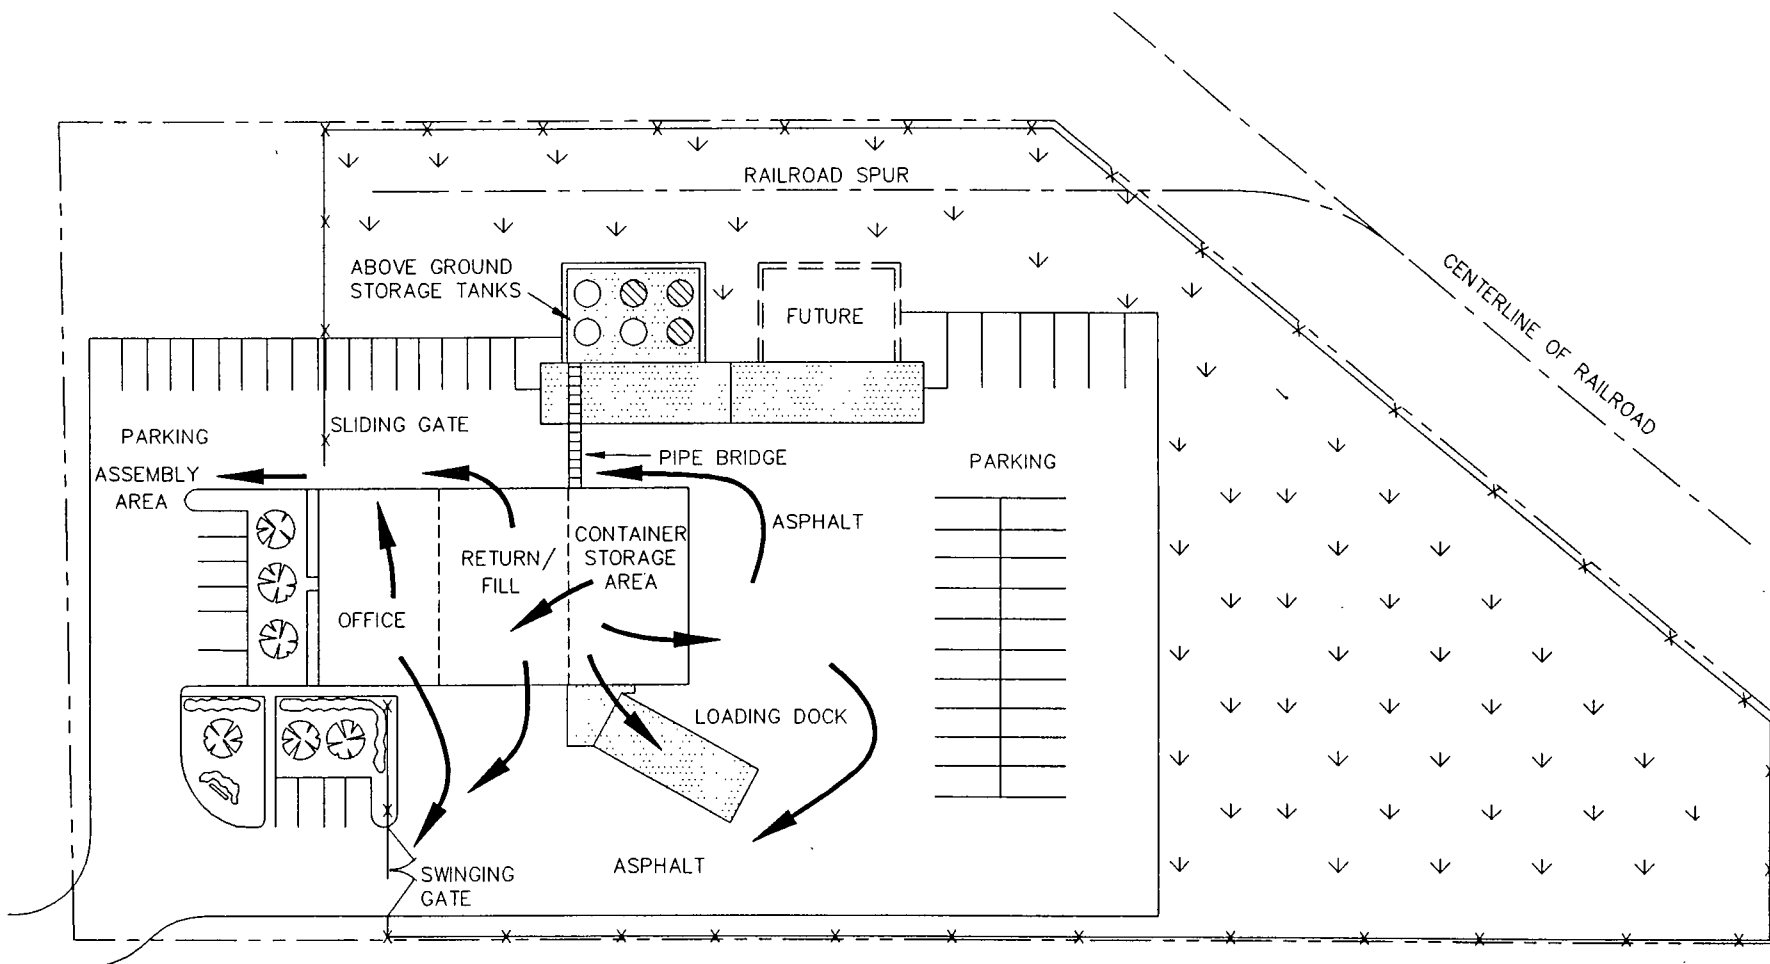 RAILROAD SPUR
ABOVE GROUND
STORAGE TANKS
FUTURE
CENTERLINE OF RAILROAD
PARKING
SLIDING GATE
ASSEMBLY
AREA
PIPE BRIDGE
PARKING
ASPHALT
CONTAINER
STORAGE
AREA
RETURN/
FILL
OFFICE
LOADING DOCK
ASPHALT
SWINGING
GATE